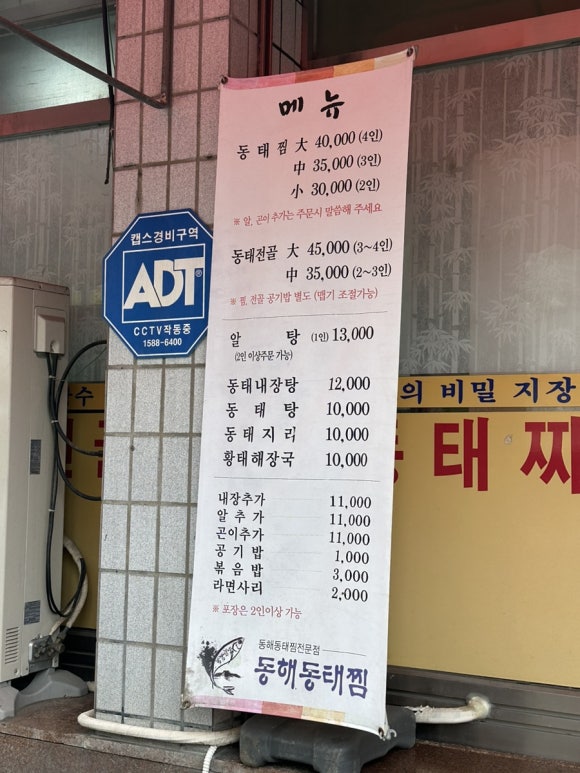 메뉴
동태찜 大 40,000 (4인)
中 35,000 (3인)
小 30,000 (2인)
※ 알, 곤이 추가는 주문시 말씀해 주세요
동태전골 大 45,000 (3~4인)
中 35,000 (2~3인)
※ 찜, 전골 공기밥 별도 (맵기 조절가능)
알탕 (1인) 13,000
(2인 이상주문 가능)
동태내장탕 12,000
동태탕 10,000
동태지리 10,000
황태해장국 10,000
내장추가 11,000
알추가 11,000
곤이추가 11,000
공기밥 1,000
볶음밥 3,000
라면사리 2,000
※ 포장은 2인이상 가능
동해동태찜전문점
동해동태찜
캡스경비구역
ADT®
CCTV작동중
1588-6400
수
의 비밀 지장
동태찌